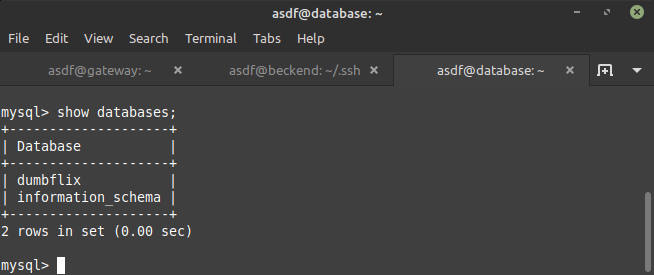 asdf@database: ~
File Edit View Search Terminal Tabs Help
asdf@gateway: ~ × asdf@beckend: ~/.ssh × asdf@database: ~ ×
mysql> show databases;
+--------------------+
| Database           |
+--------------------+
| dumbflix           |
| information_schema |
+--------------------+
2 rows in set (0.00 sec)
mysql>